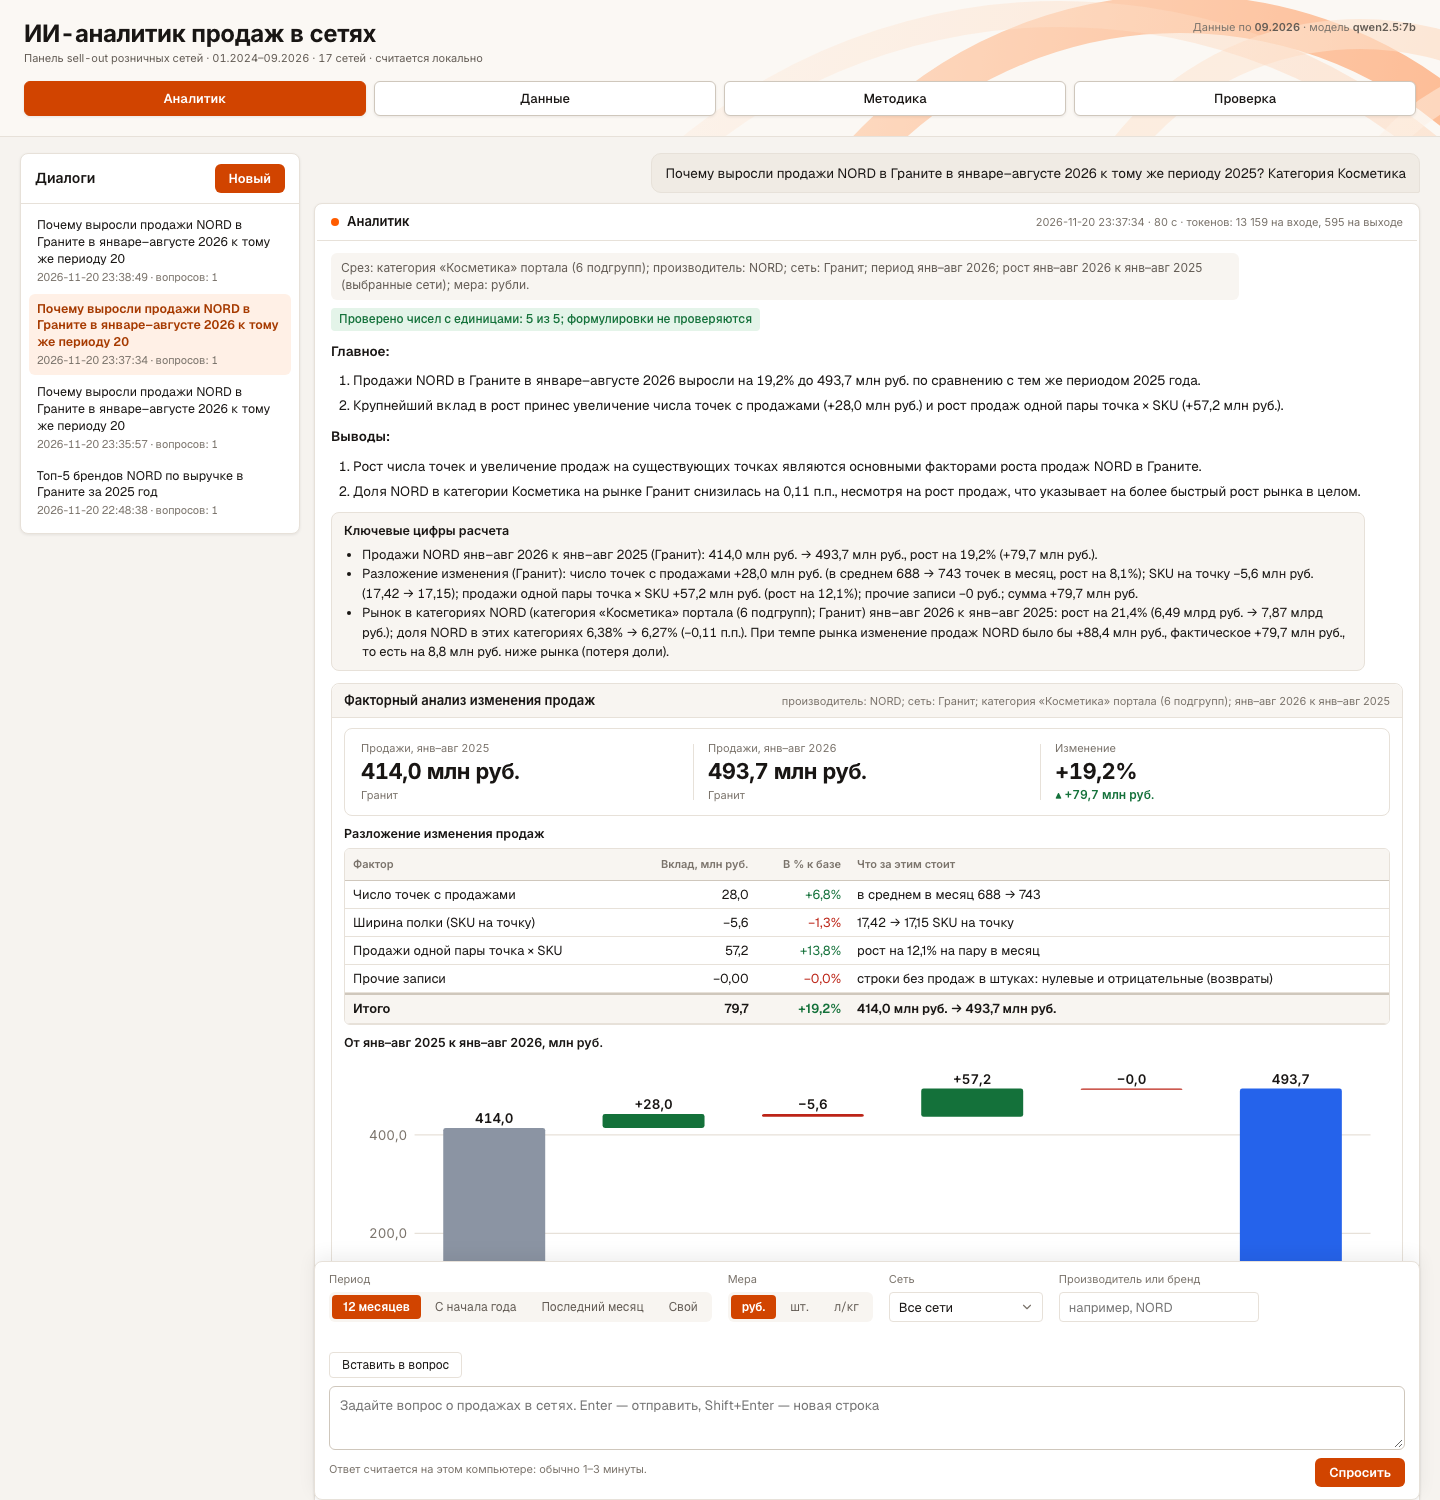 ИИ-аналитик продаж в сетях
Данные по 09.2026 · модель qwen2.5:7b
Панель sell-out розничных сетей · 01.2024–09.2026 · 17 сетей · считается локально
Аналитик
Данные
Методика
Проверка
Диалоги
Новый
Почему выросли продажи NORD в
Граните в январе–августе 2026 к тому
же периоду 20
2026-11-20 23:38:49 · вопросов: 1
Почему выросли продажи NORD в
Граните в январе–августе 2026 к тому
же периоду 20
2026-11-20 23:37:34 · вопросов: 1
Почему выросли продажи NORD в
Граните в январе–августе 2026 к тому
же периоду 20
2026-11-20 23:35:57 · вопросов: 1
Топ-5 брендов NORD по выручке в
Граните за 2025 год
2026-11-20 22:48:38 · вопросов: 1
Почему выросли продажи NORD в Граните в январе–августе 2026 к тому же периоду 2025? Категория Косметика
Аналитик
2026-11-20 23:37:34 · 80 с · токенов: 13 159 на входе, 595 на выходе
Срез: категория «Косметика» портала (6 подгрупп); производитель: NORD; сеть: Гранит; период янв–авг 2026; рост янв–авг 2026 к янв–авг 2025
(выбранные сети); мера: рубли.
Проверено чисел с единицами: 5 из 5; формулировки не проверяются
Главное:
1. Продажи NORD в Граните в январе–августе 2026 выросли на 19,2% до 493,7 млн руб. по сравнению с тем же периодом 2025 года.
2. Крупнейший вклад в рост принес увеличение числа точек с продажами (+28,0 млн руб.) и рост продаж одной пары точка × SKU (+57,2 млн руб.).
Выводы:
1. Рост числа точек и увеличение продаж на существующих точках являются основными факторами роста продаж NORD в Граните.
2. Доля NORD в категории Косметика на рынке Гранит снизилась на 0,11 п.п., несмотря на рост продаж, что указывает на более быстрый рост рынка в целом.
Ключевые цифры расчета
• Продажи NORD янв–авг 2026 к янв–авг 2025 (Гранит): 414,0 млн руб. → 493,7 млн руб., рост на 19,2% (+79,7 млн руб.).
• Разложение изменения (Гранит): число точек с продажами +28,0 млн руб. (в среднем 688 → 743 точек в месяц, рост на 8,1%); SKU на точку −5,6 млн руб.
(17,42 → 17,15); продажи одной пары точка × SKU +57,2 млн руб. (рост на 12,1%); прочие записи −0 руб.; сумма +79,7 млн руб.
• Рынок в категориях NORD (категория «Косметика» портала (6 подгрупп); Гранит) янв–авг 2026 к янв–авг 2025: рост на 21,4% (6,49 млрд руб. → 7,87 млрд
руб.); доля NORD в этих категориях 6,38% → 6,27% (−0,11 п.п.). При темпе рынка изменение продаж NORD было бы +88,4 млн руб., фактическое +79,7 млн руб.,
то есть на 8,8 млн руб. ниже рынка (потеря доли).
Факторный анализ изменения продаж
производитель: NORD; сеть: Гранит; категория «Косметика» портала (6 подгрупп); янв–авг 2026 к янв–авг 2025
Продажи, янв–авг 2025
414,0 млн руб.
Гранит
Продажи, янв–авг 2026
493,7 млн руб.
Гранит
Изменение
+19,2%
▲ +79,7 млн руб.
Разложение изменения продаж
Фактор Вклад, млн руб. В % к базе Что за этим стоит
Число точек с продажами 28,0 +6,8% в среднем в месяц 688 → 743
Ширина полки (SKU на точку) −5,6 −1,3% 17,42 → 17,15 SKU на точку
Продажи одной пары точка × SKU 57,2 +13,8% рост на 12,1% на пару в месяц
Прочие записи −0,00 −0,0% строки без продаж в штуках: нулевые и отрицательные (возвраты)
Итого 79,7 +19,2% 414,0 млн руб. → 493,7 млн руб.
От янв–авг 2025 к янв–авг 2026, млн руб.
414,0
+28,0
−5,6
+57,2
−0,0
493,7
400,0
200,0
Период
12 месяцев
С начала года
Последний месяц
Свой
Мера
руб.
шт.
л/кг
Сеть
Все сети
Производитель или бренд
например, NORD
Вставить в вопрос
Задайте вопрос о продажах в сетях. Enter — отправить, Shift+Enter — новая строка
Ответ считается на этом компьютере: обычно 1–3 минуты.
Спросить